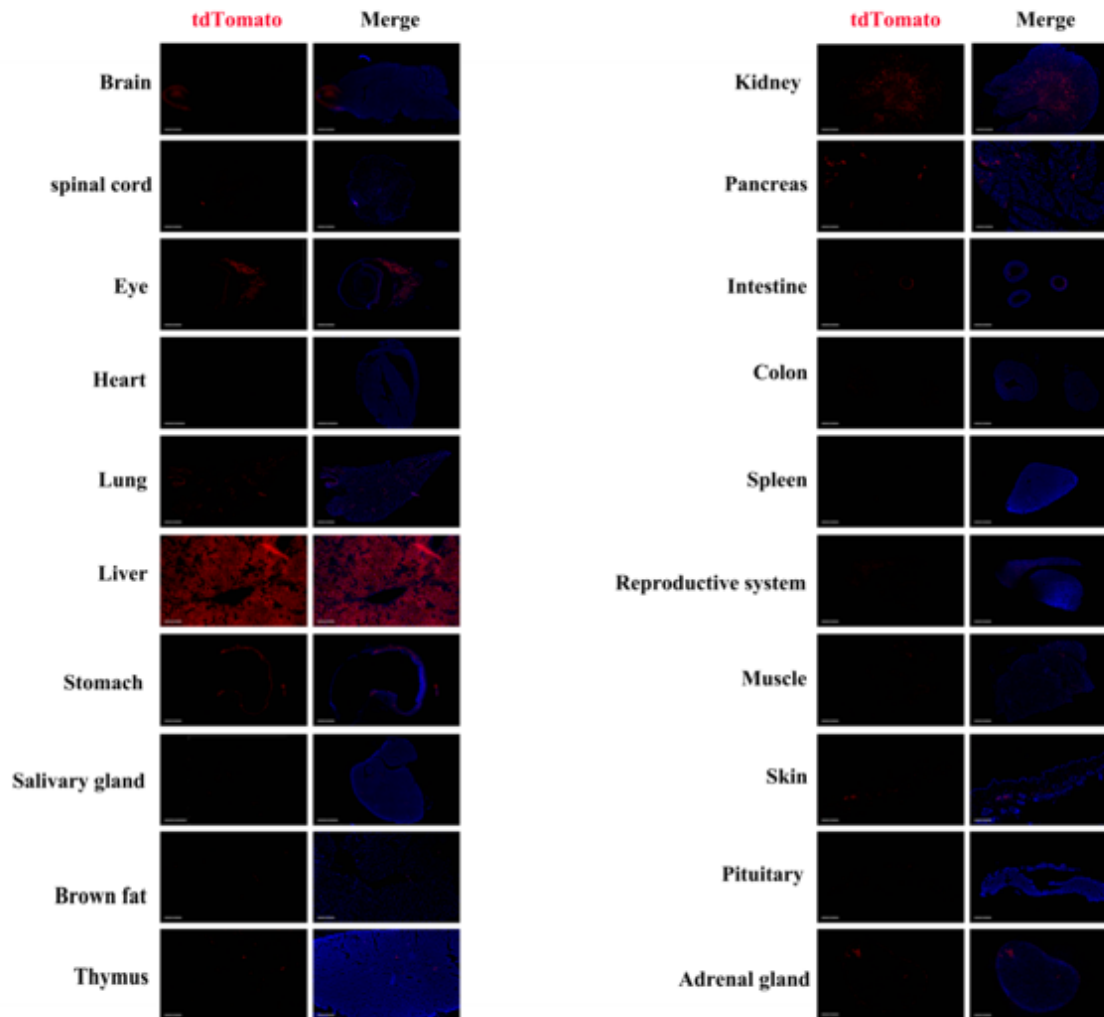 tdTomato Merge
Brain
spinal cord
Eye
Heart
Lung
Liver
Stomach
Salivary gland
Brown fat
Thymus
tdTomato Merge
Kidney
Pancreas
Intestine
Colon
Spleen
Reproductive system
Muscle
Skin
Pituitary
Adrenal gland